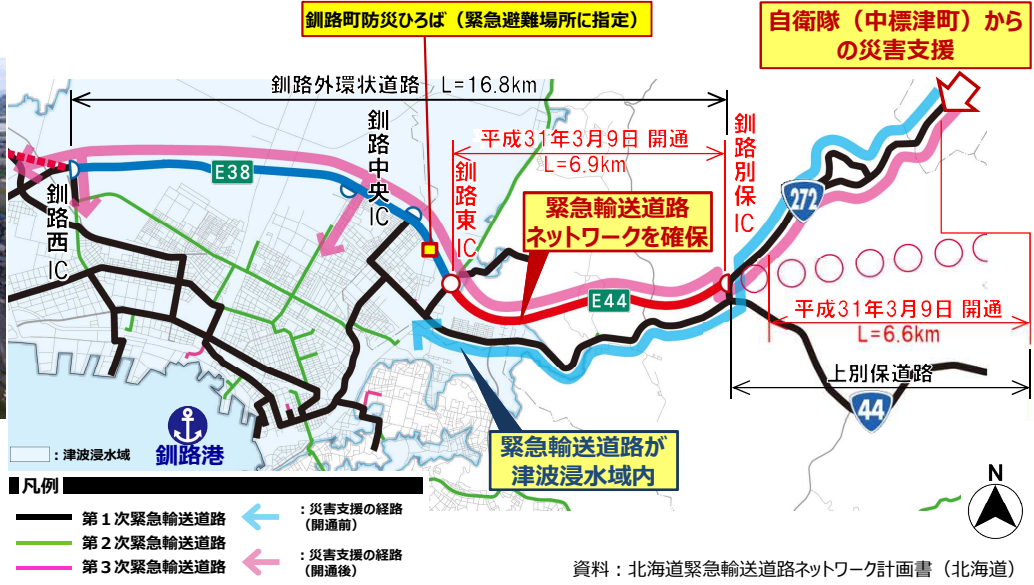 釧路町防災ひろば（緊急避難場所に指定）
自衛隊（中標津町）から
の災害支援
釧路外環状道路 L=16.8km
平成31年3月9日 開通
L=6.9km
釧路西IC
E38
釧路中央IC
釧路東IC
釧路別保IC
272
緊急輸送道路
ネットワークを確保
E44
平成31年3月9日 開通
L=6.6km
上別保道路
44
緊急輸送道路が
津波浸水域内
釧路港
：津波浸水域
凡例
第１次緊急輸送道路
第２次緊急輸送道路
第３次緊急輸送道路
：災害支援の経路
（開通前）
：災害支援の経路
（開通後）
N
資料：北海道緊急輸送道路ネットワーク計画書（北海道）